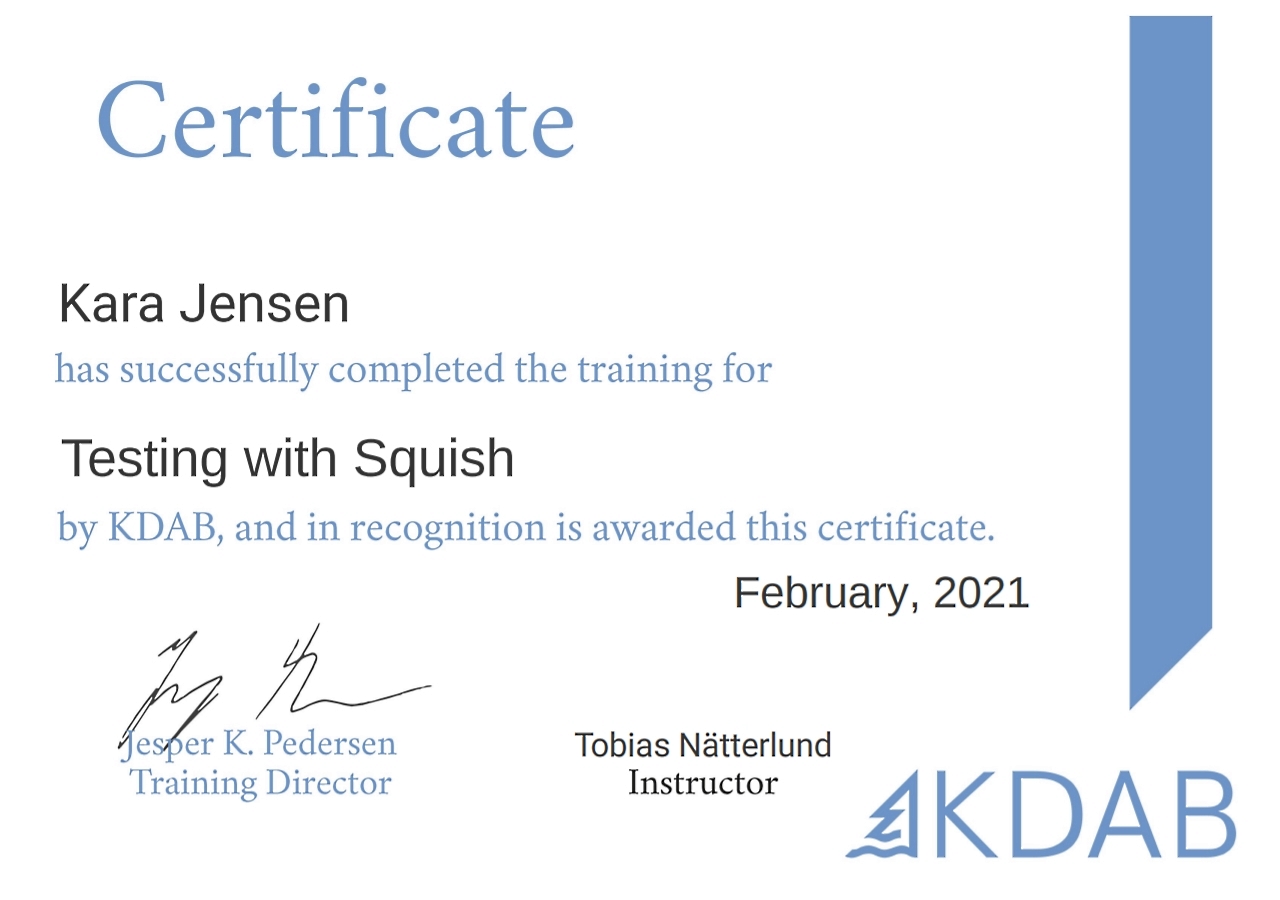 Certificate
Kara Jensen
has successfully completed the training for
Testing with Squish
by KDAB, and in recognition is awarded this certificate.
February, 2021
Jesper K. Pedersen
Training Director
Tobias Nätterlund
Instructor
KDAB